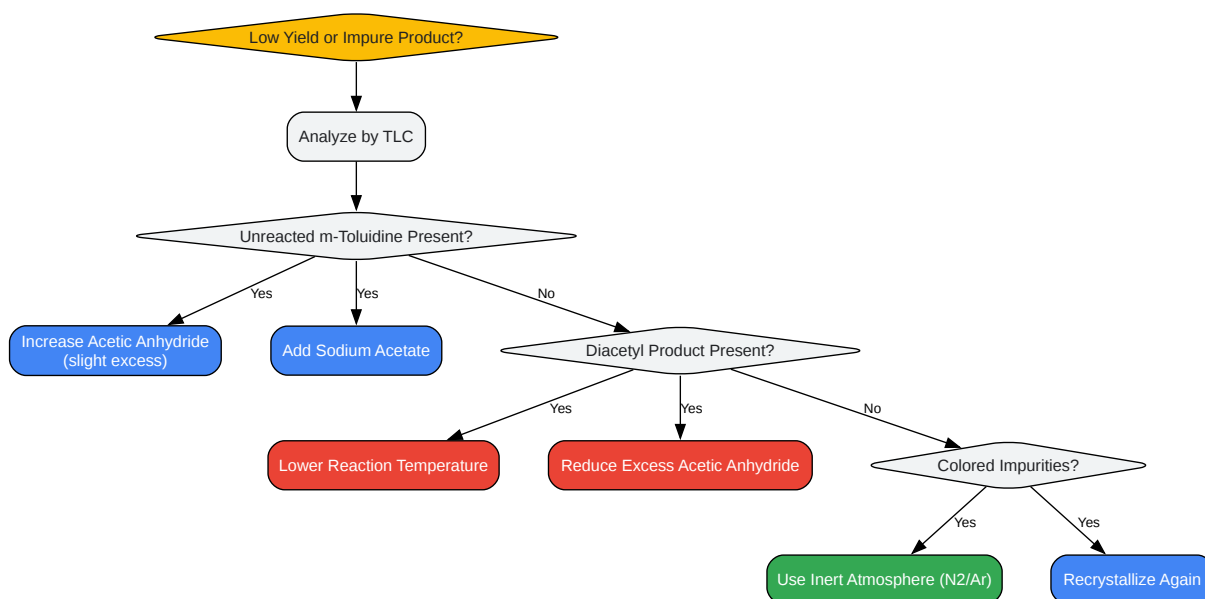 Low Yield or Impure Product?
Analyze by TLC
Unreacted m-Toluidine Present?
Yes
Yes
No
Increase Acetic Anhydride
(slight excess)
Add Sodium Acetate
Diacetyl Product Present?
Yes
Yes
No
Lower Reaction Temperature
Reduce Excess Acetic Anhydride
Colored Impurities?
Yes
Yes
Use Inert Atmosphere (N2/Ar)
Recrystallize Again